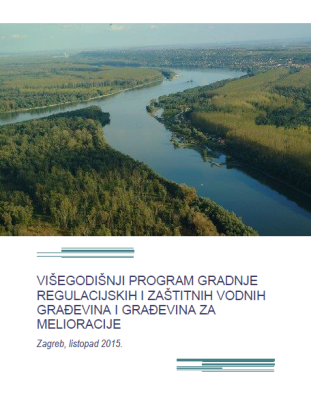 VIŠEGODIŠNJI PROGRAM GRADNJE
REGULACIJSKIH I ZAŠTITNIH VODNIH
GRAĐEVINA I GRAĐEVINA ZA
MELIORACIJE
Zagreb, listopad 2015.